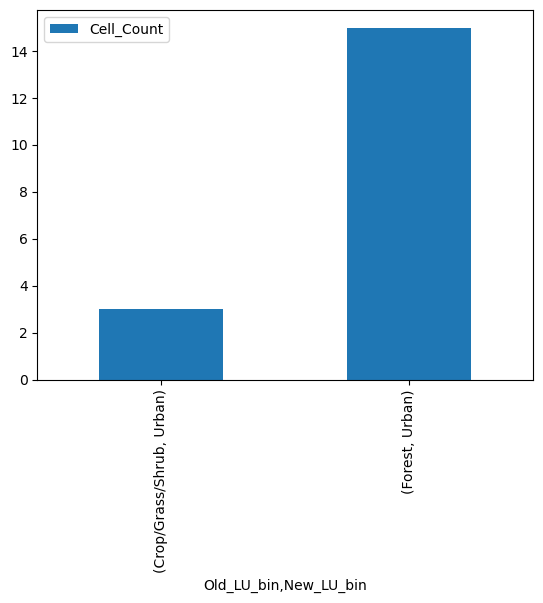 Cell_Count
14
12
10
8
6
4
2
0
(Crop/Grass/Shrub, Urban)
(Forest, Urban)
Old_LU_bin,New_LU_bin